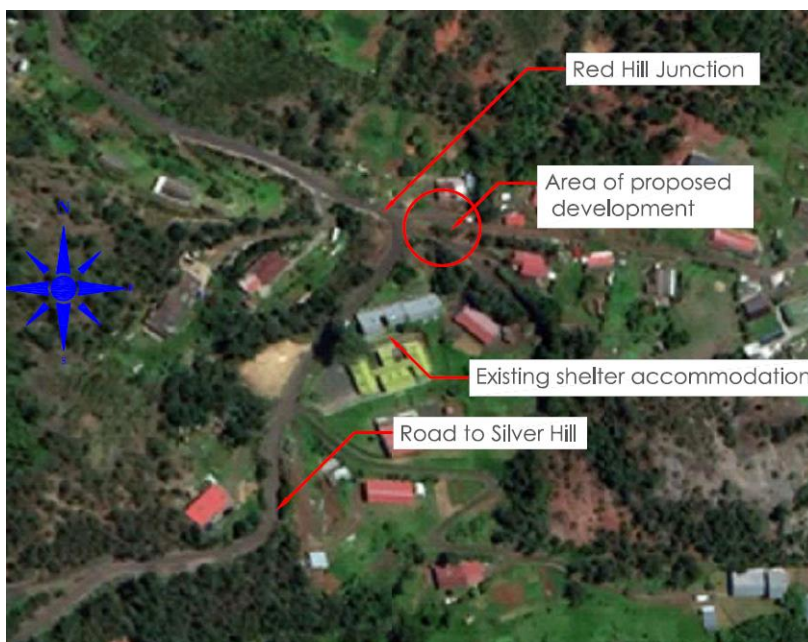 Red Hill Junction
Area of proposed
development
N
s
Existing shelter accommodation
Road to Silver Hill